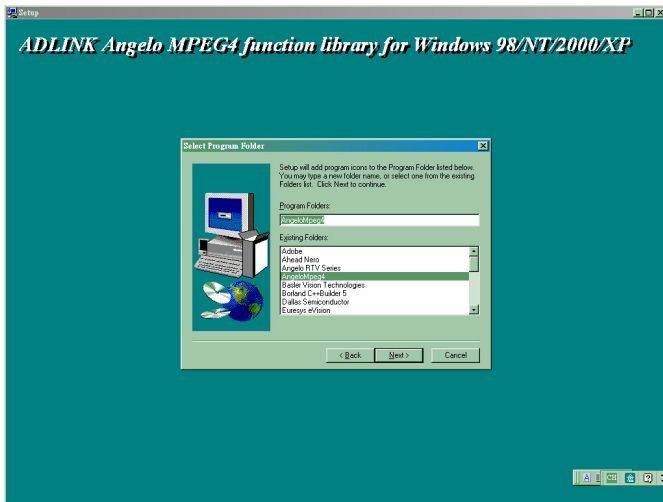 Setup
ADLINK Angelo MPEG4 function library for Windows 98/NT/2000/XP
Select Program Folder
Setup will add program icons to the Program Folder listed below.
You may type a new folder name, or select one from the existing
Folders list. Click Next to continue.
Program Folders:
AngeloMpeg4
Existing Folders:
Adobe
Ahead Nero
Angelo RTV Series
AngeloMpeg4
Basler Vision Technologies
Borland C++Builder 5
Dallas Semiconductor
Euresys eVision
< Back
Next >
Cancel